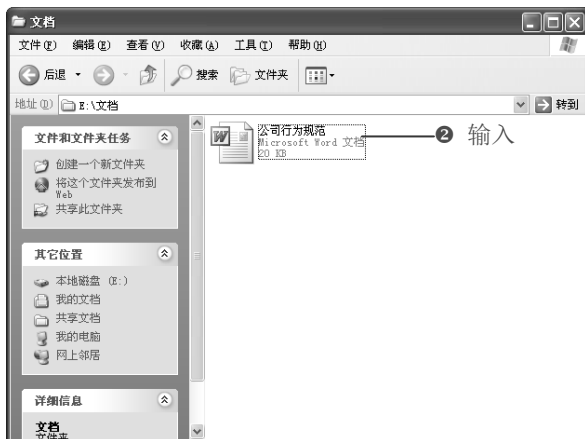 文档
文件(F) 编辑(E) 查看(V) 收藏(A) 工具(T) 帮助(H)
后退 搜索 文件夹
地址(D) E:\文档 转到
文件和文件夹任务
创建一个新文件夹
将这个文件夹发布到
Web
共享此文件夹
其它位置
本地磁盘 (E:)
我的文档
共享文档
我的电脑
网上邻居
详细信息
文档
文件夹
公司行为规范
Microsoft Word 文档
20 KB
❷ 输入